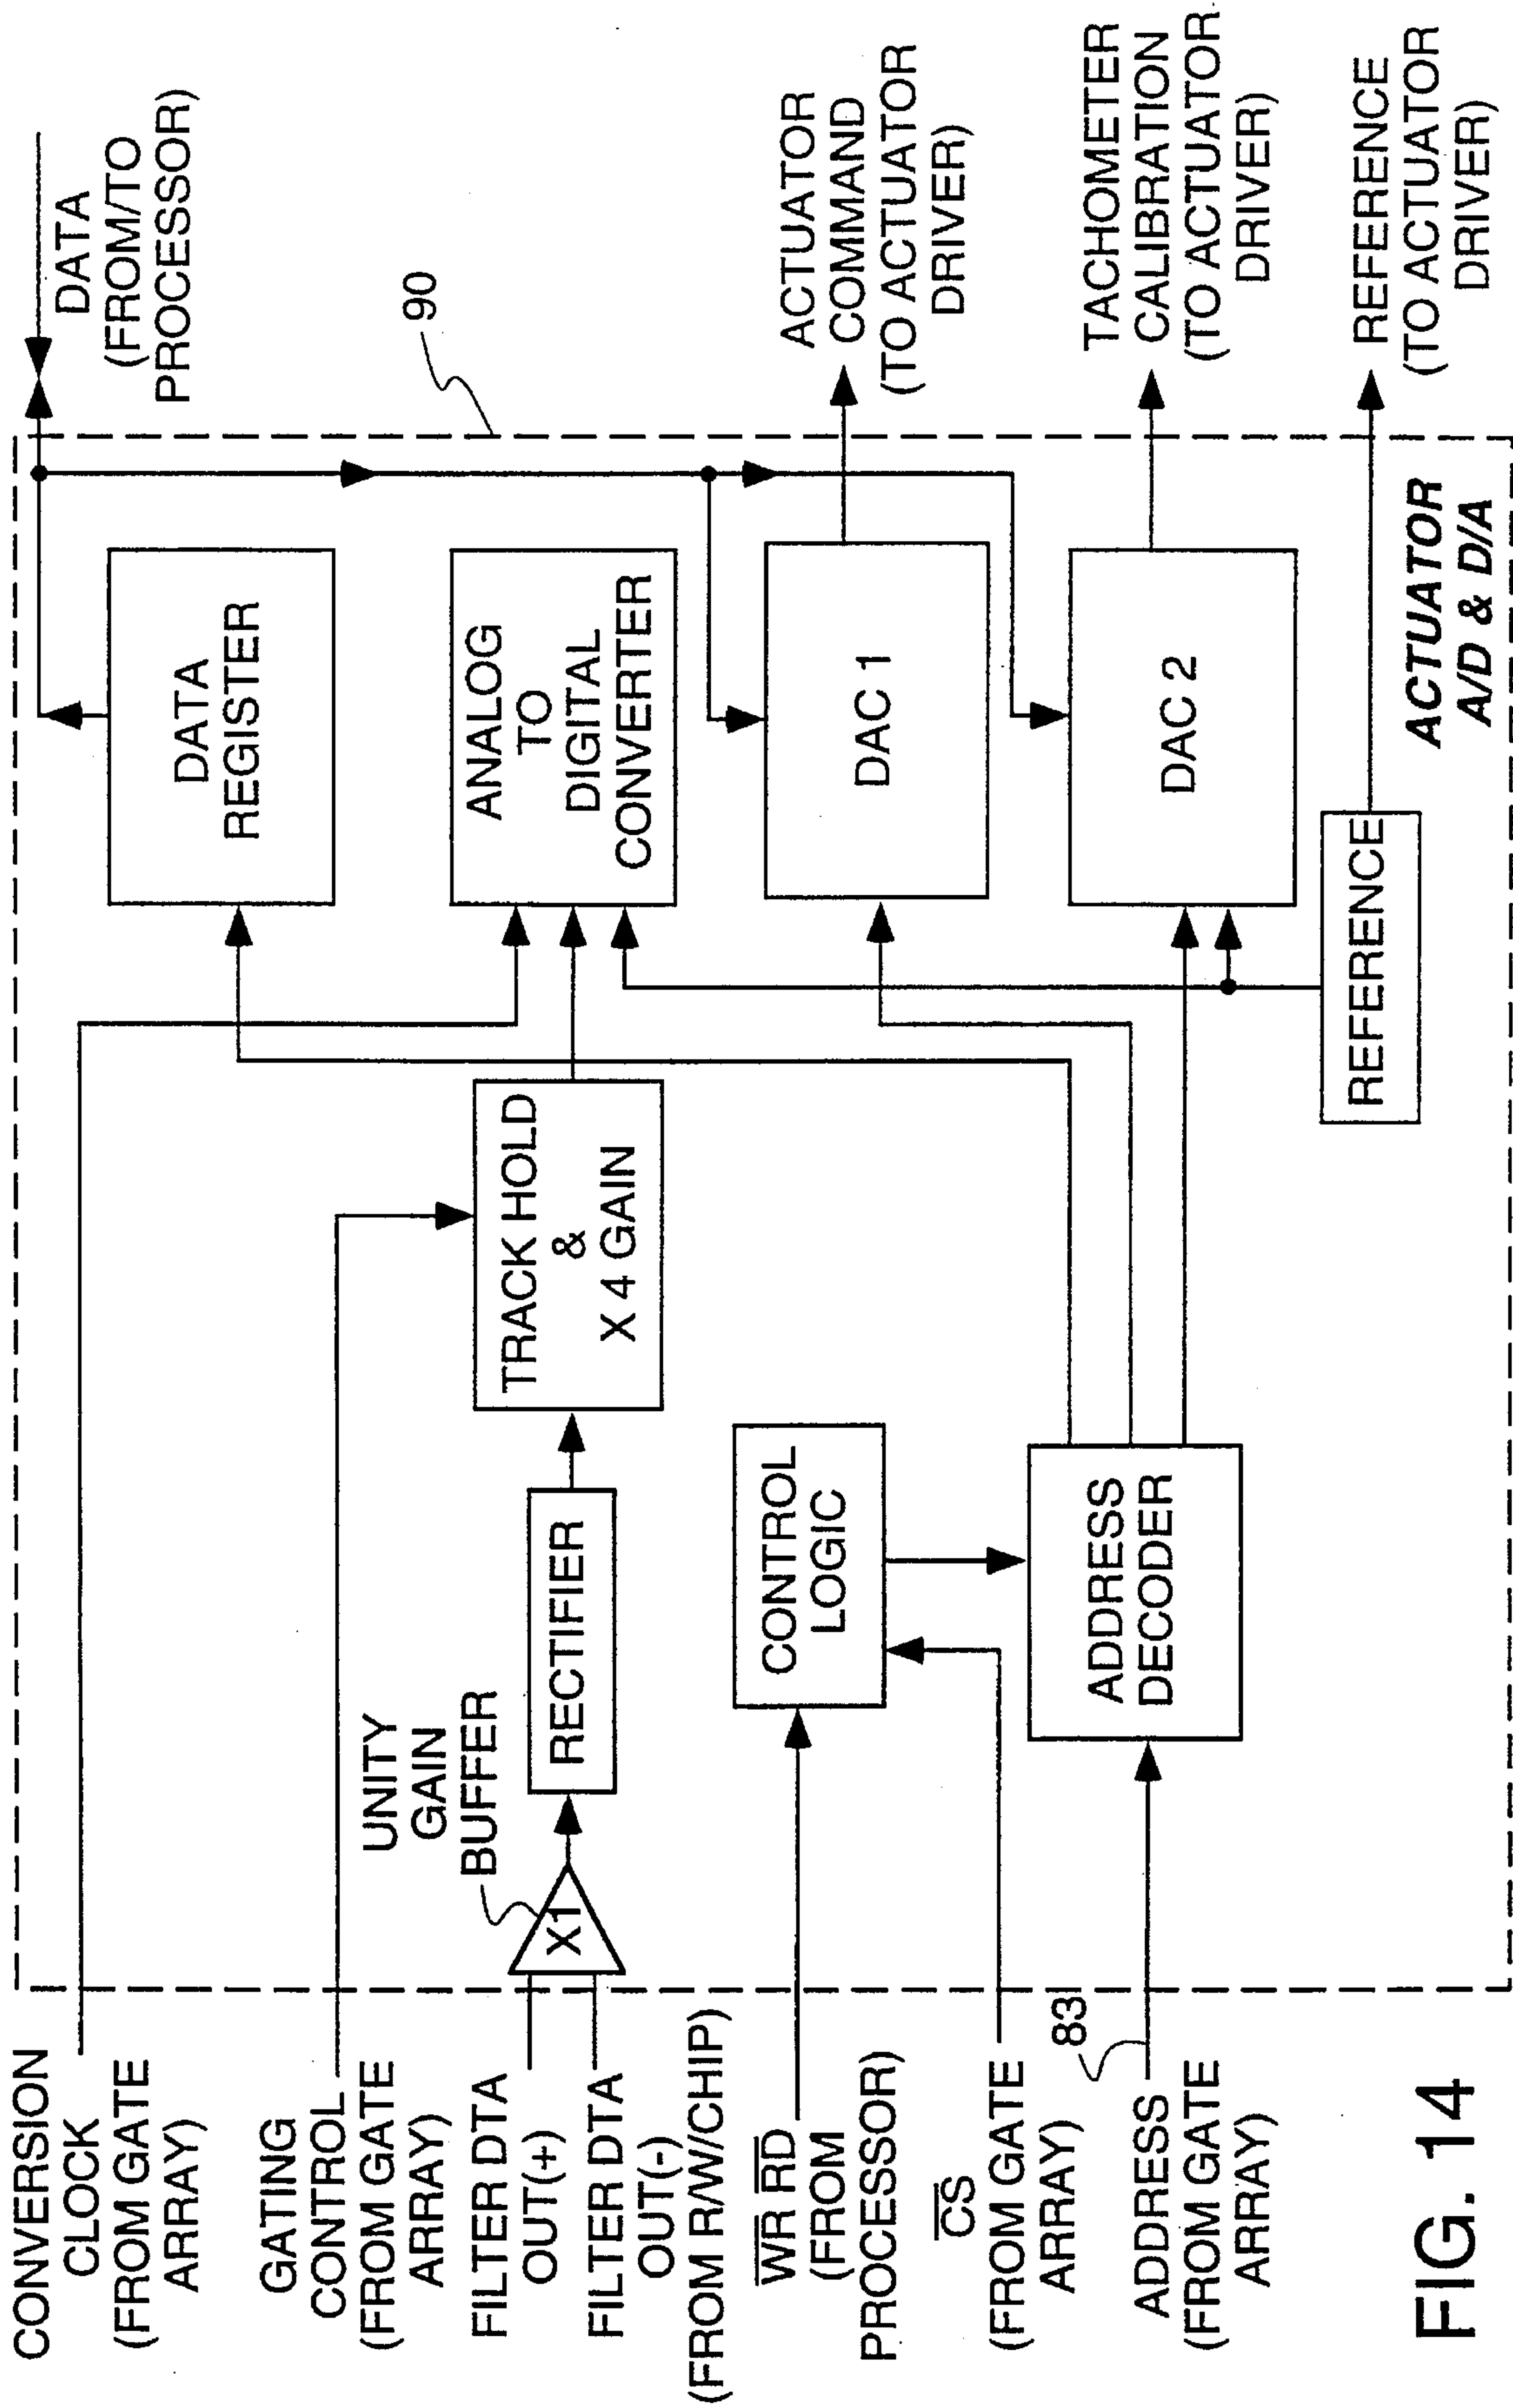 CONVERSION
CLOCK
(FROM GATE
ARRAY)
GATING
CONTROL
(FROM GATE
ARRAY)
FILTER DTA
OUT(+)
FILTER DTA
OUT(-)
(FROM R/W/CHIP)
WR RD
(FROM
PROCESSOR)
CS
(FROM GATE
ARRAY)
83
ADDRESS
(FROM GATE
ARRAY)
UNITY
GAIN
BUFFER
X1
RECTIFIER
TRACK HOLD
&
X 4 GAIN
CONTROL
LOGIC
ADDRESS
DECODER
DATA
REGISTER
ANALOG
TO
DIGITAL
CONVERTER
DAC 1
DAC 2
REFERENCE
ACTUATOR
A/D & D/A
90
DATA
(FROM/TO
PROCESSOR)
ACTUATOR
COMMAND
(TO ACTUATOR
DRIVER)
TACHOMETER
CALIBRATION
(TO ACTUATOR
DRIVER)
REFERENCE
(TO ACTUATOR
DRIVER)
FIG. 14